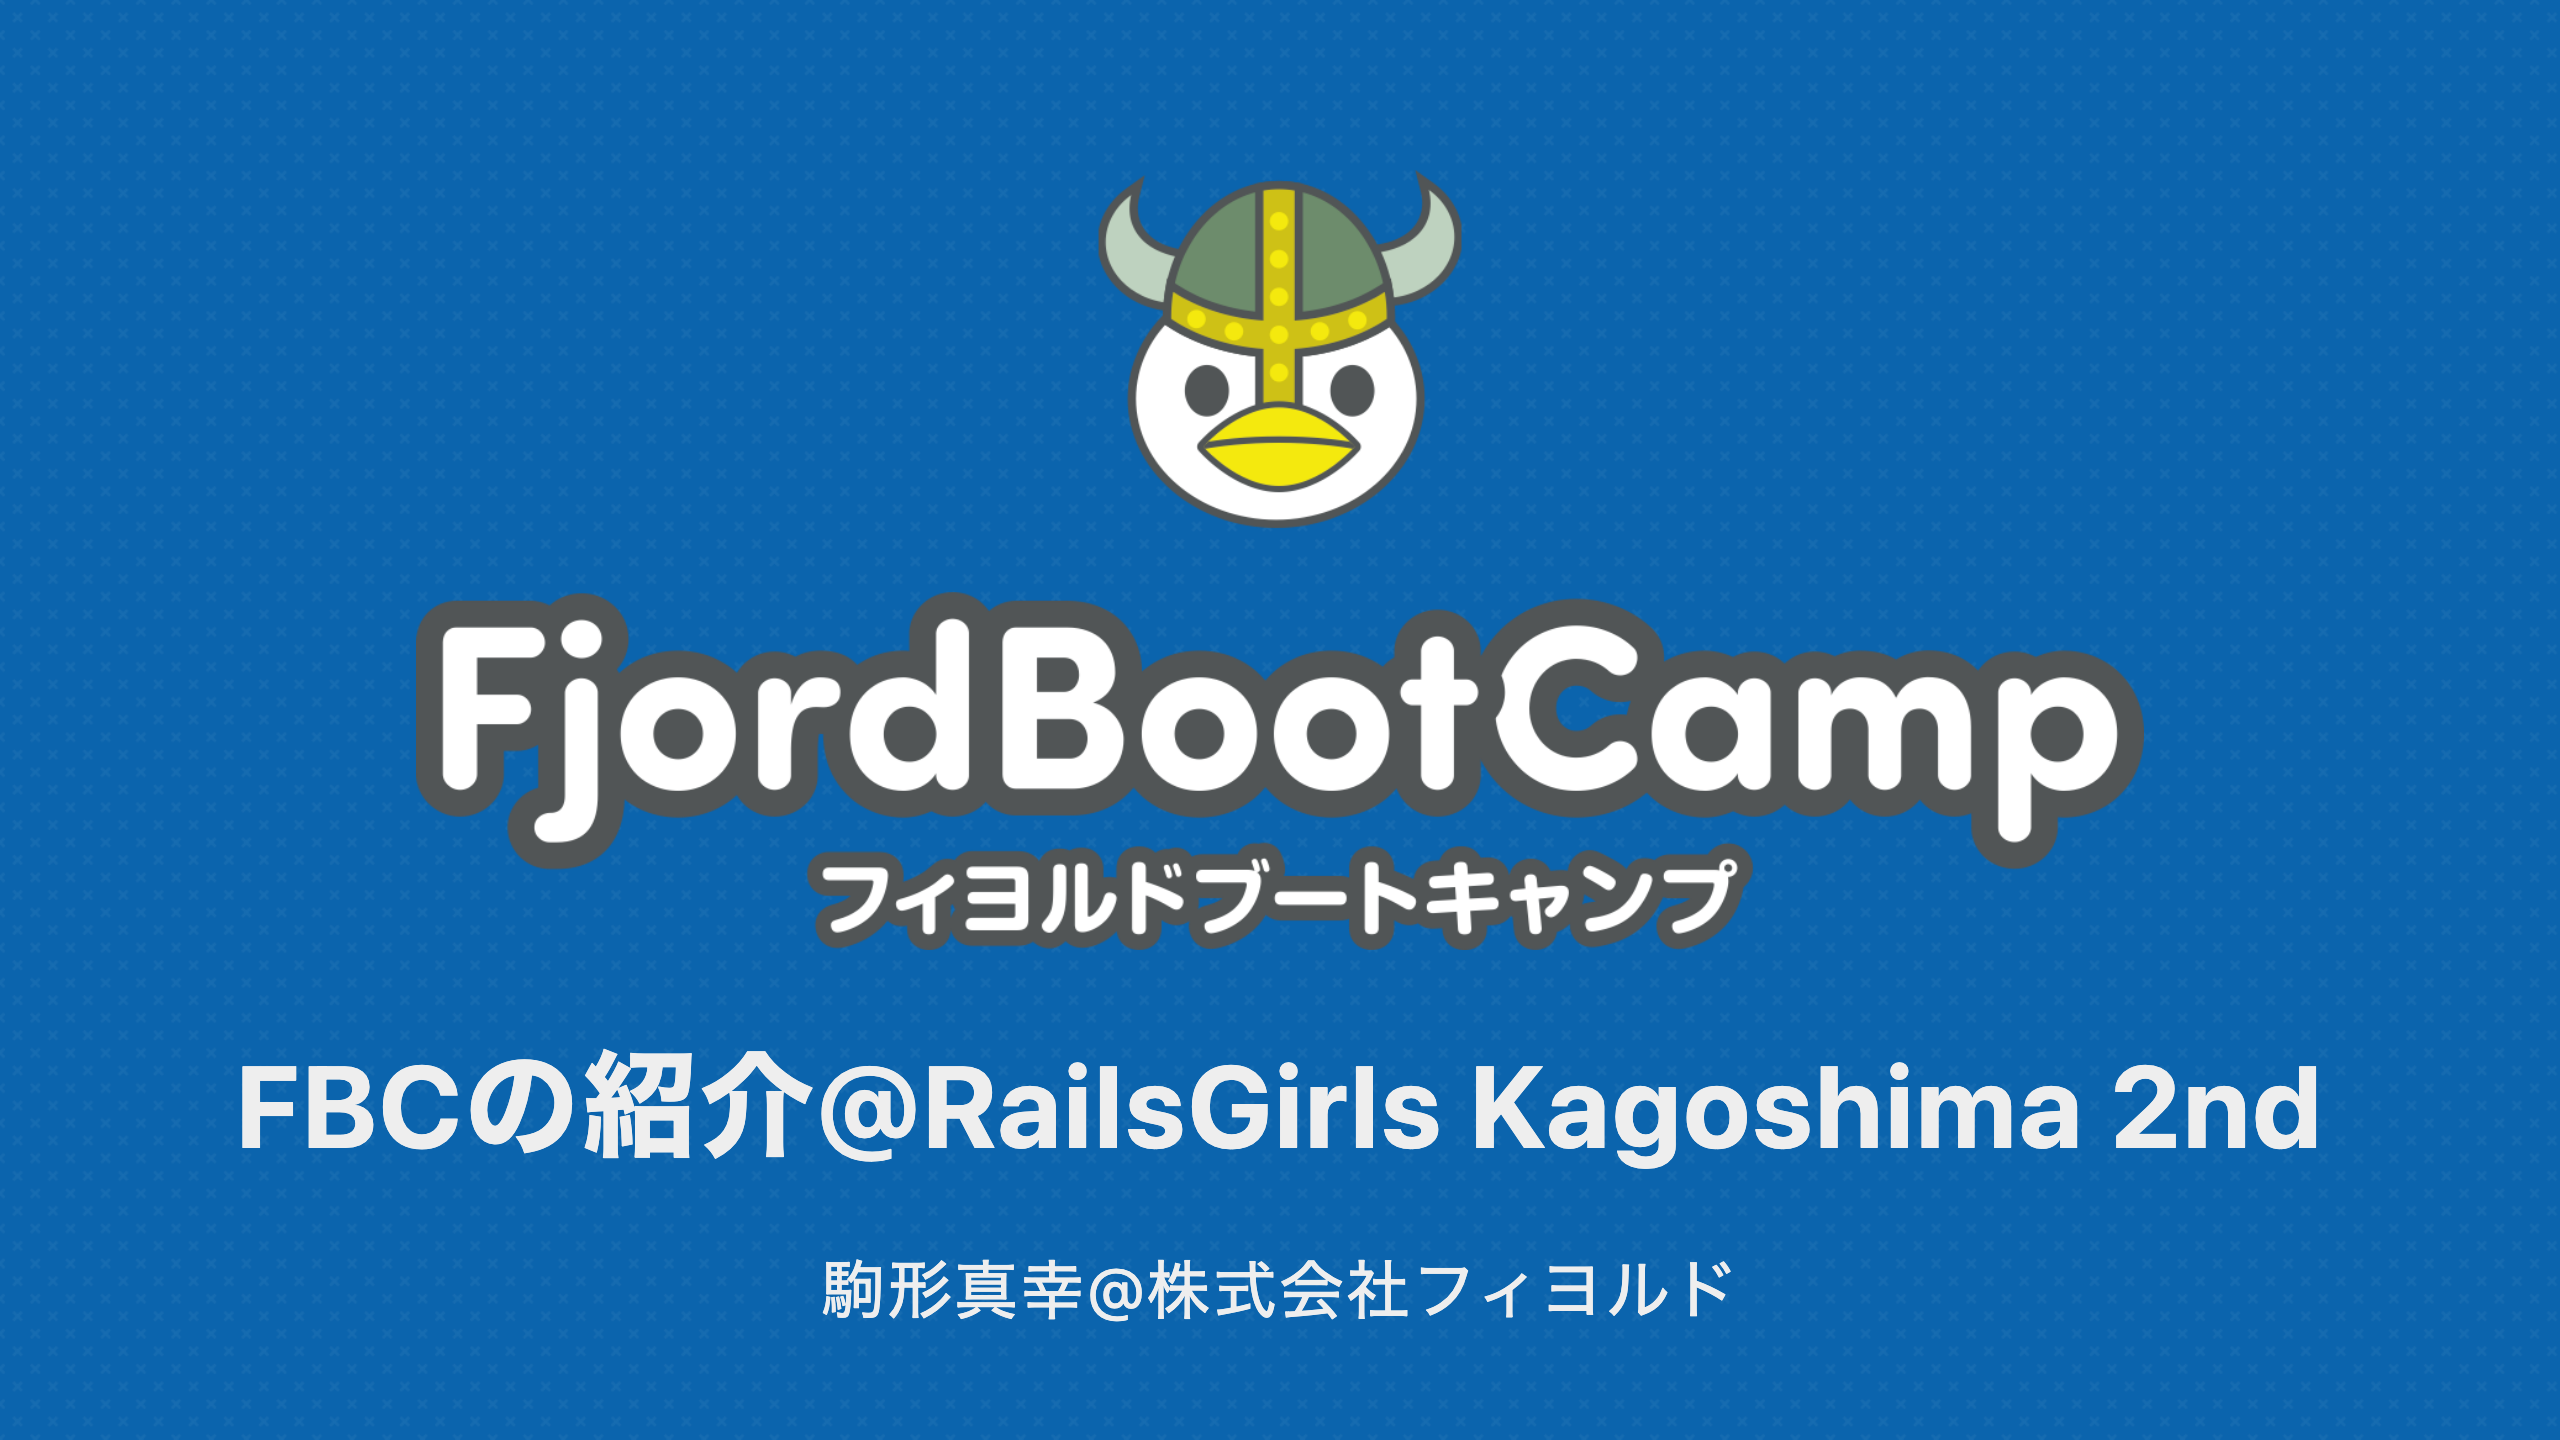 FjordBootCamp
フィヨルドブートキャンプ
FBCの紹介@RailsGirls Kagoshima 2nd
駒形真幸@株式会社フィヨルド